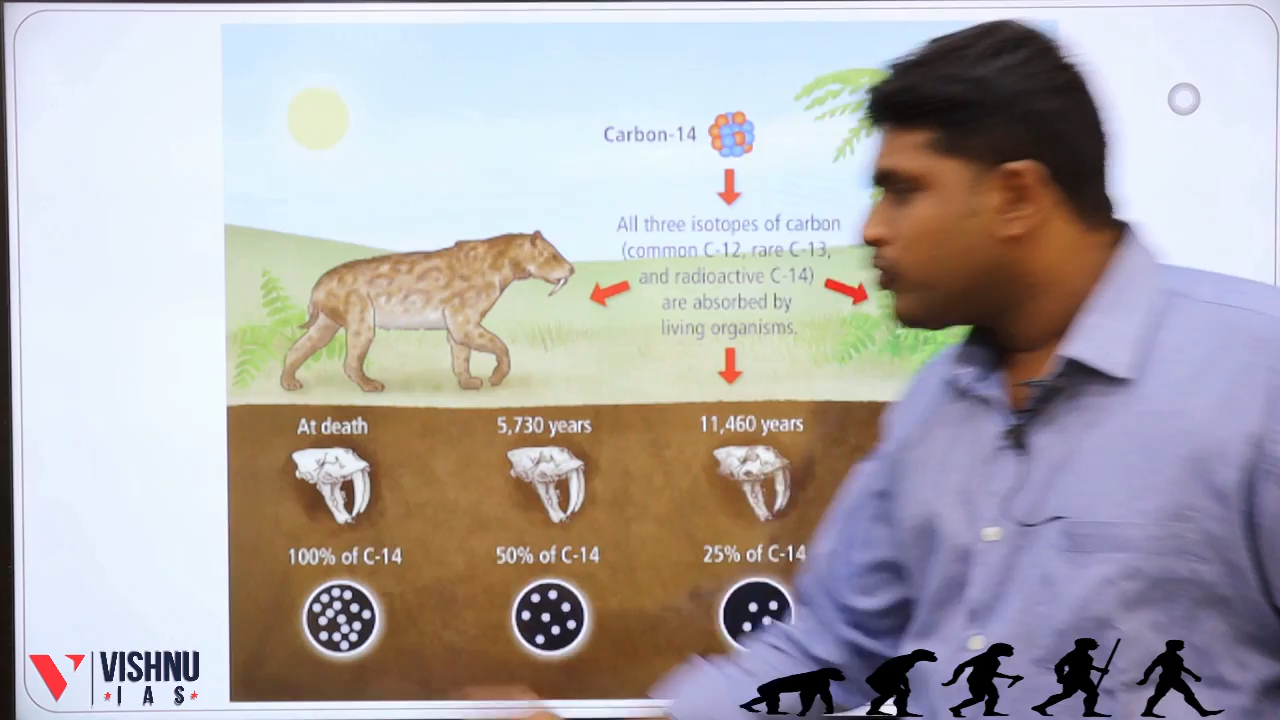 Carbon-14
All three isotopes of carbon
(common C-12, rare C-13,
and radioactive C-14)
are absorbed by
living organisms.
At death
5,730 years
11,460 years
100% of C-14
50% of C-14
25% of C-14
VISHNU
IAS